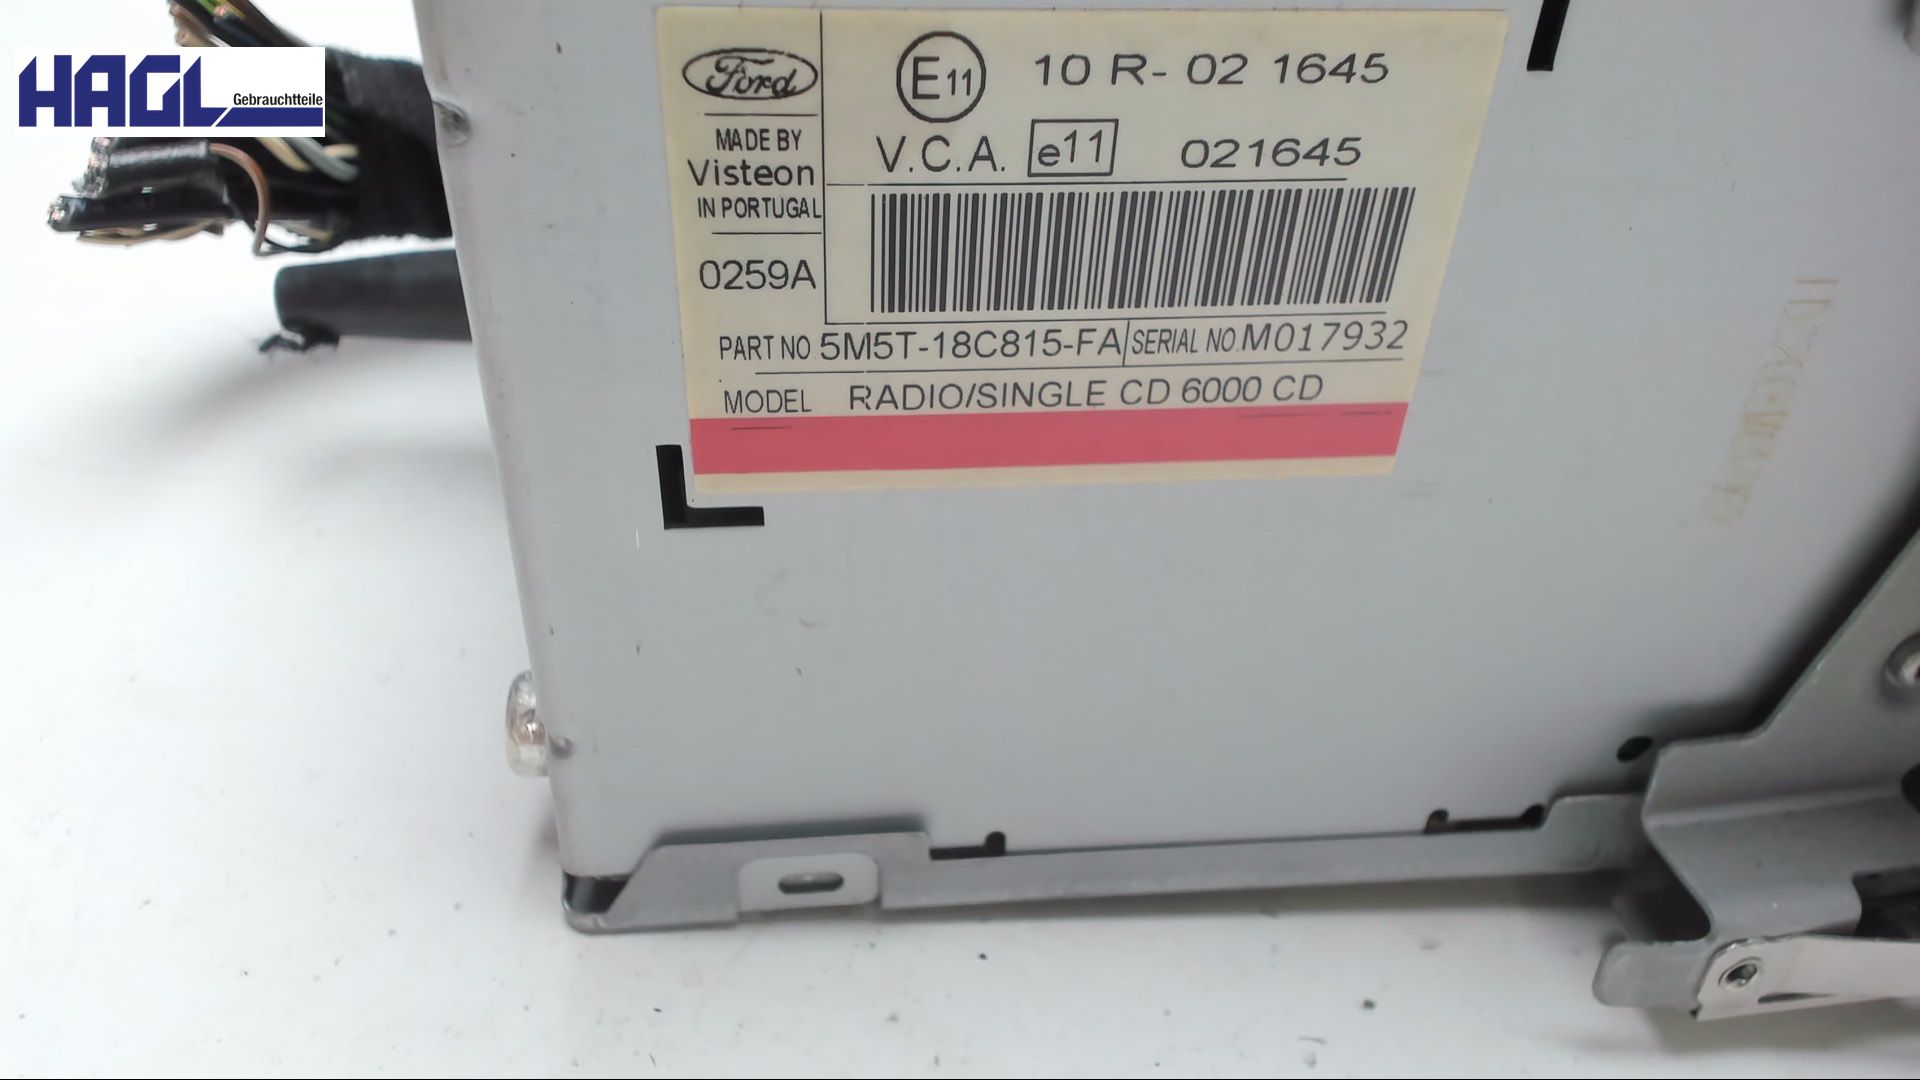 HAGL
Gebrauchtteile
Ford
MADE BY
Visteon
IN PORTUGAL
0259A
E11 10 R- 02 1645
V.C.A. e11 021645
PART NO. 5M5T-18C815-FA SERIAL NO. M017932
MODEL RADIO/SINGLE CD 6000 CD